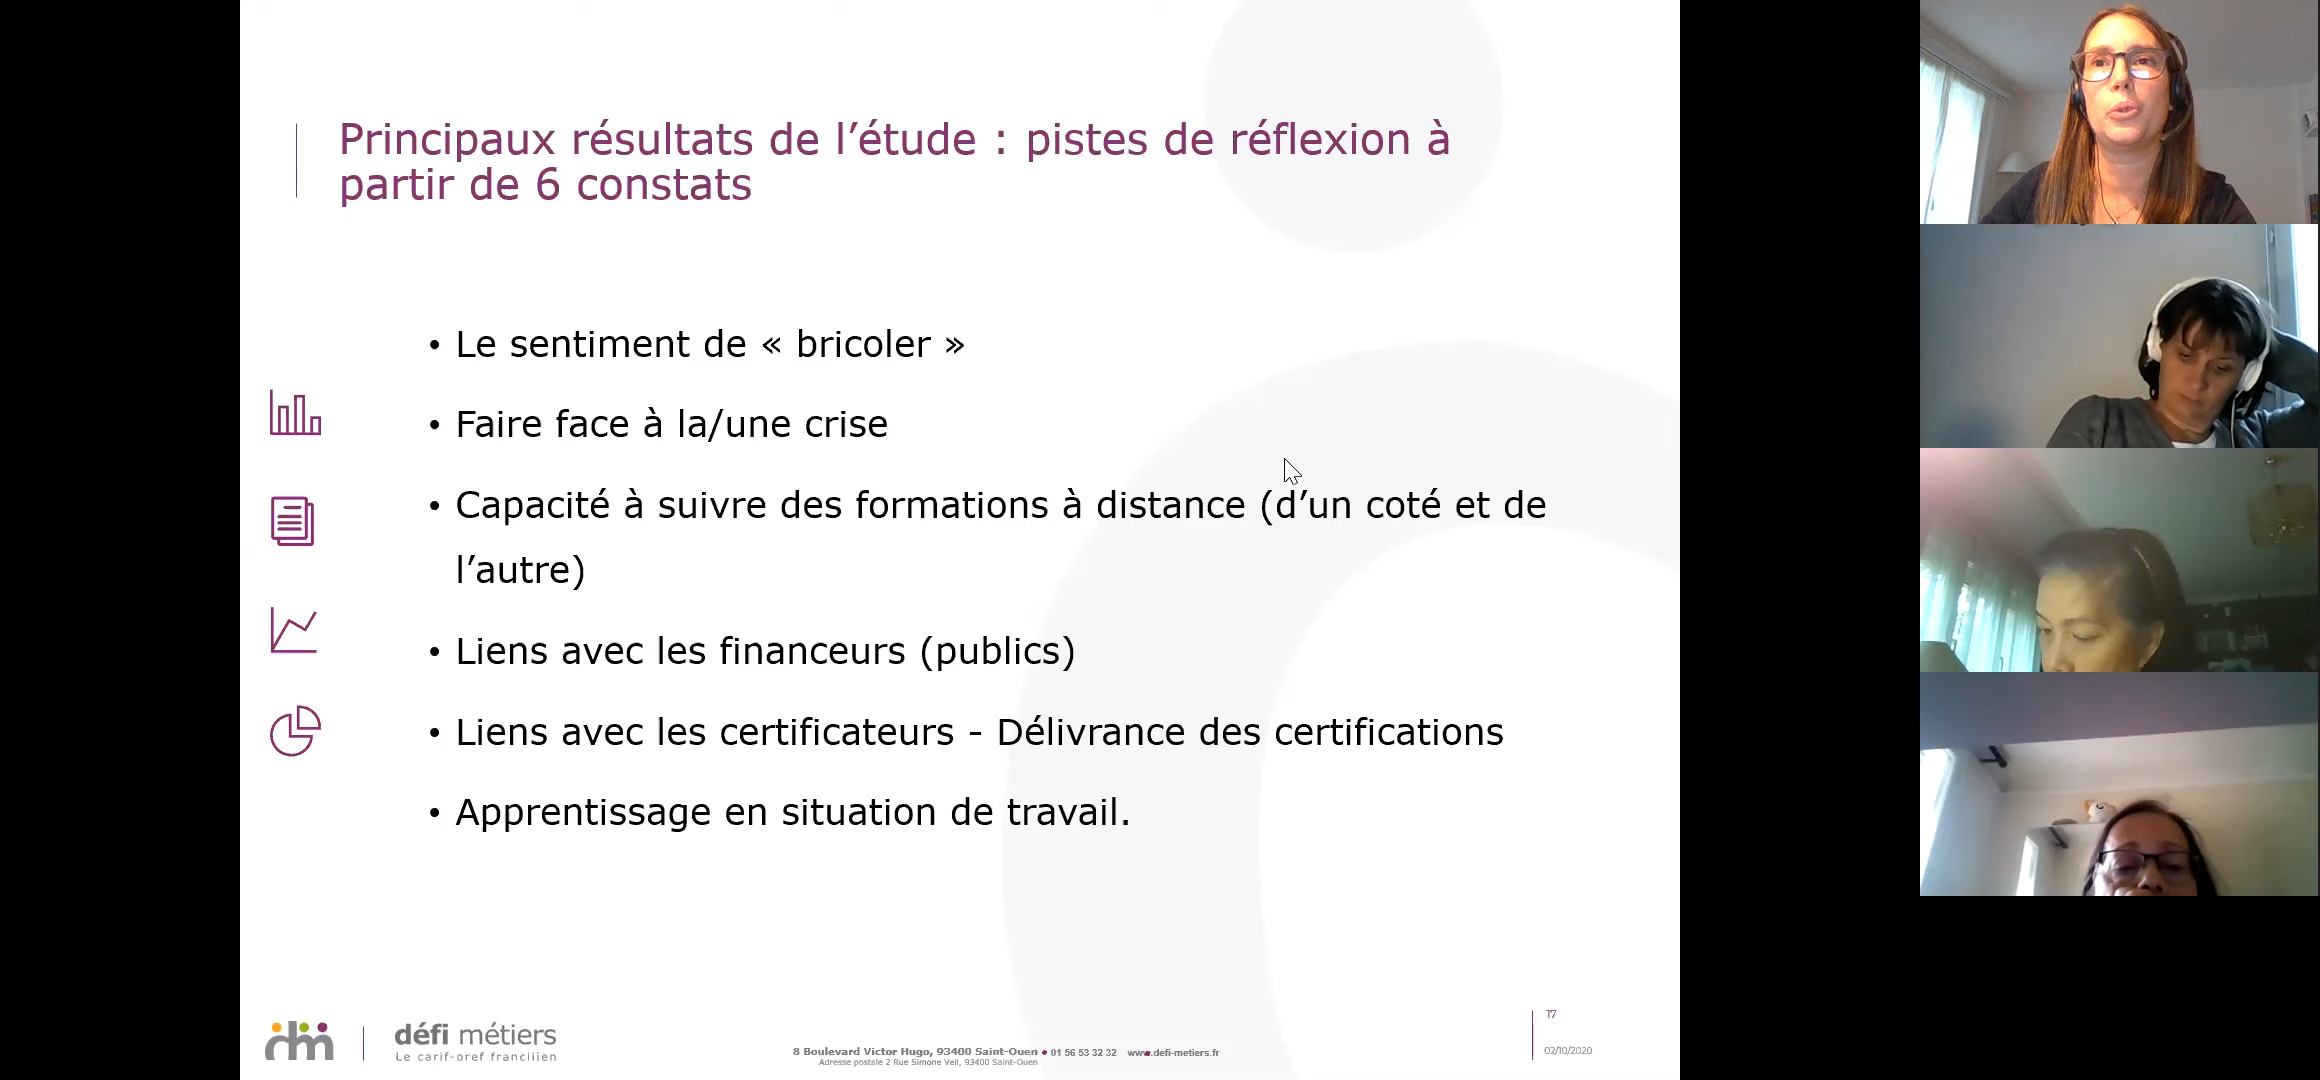 Principaux résultats de l’étude : pistes de réflexion à
partir de 6 constats
• Le sentiment de « bricoler »
• Faire face à la/une crise
• Capacité à suivre des formations à distance (d’un coté et de
l’autre)
• Liens avec les financeurs (publics)
• Liens avec les certificateurs - Délivrance des certifications
• Apprentissage en situation de travail.
dm
défi métiers
Le carif-oref francilien
8 Boulevard Victor Hugo, 93400 Saint-Ouen • 01 56 53 32 32 www.defi-metiers.fr
Adresse postale 2 Rue Simone Veil, 93400 Saint-Ouen
17
02/10/2020